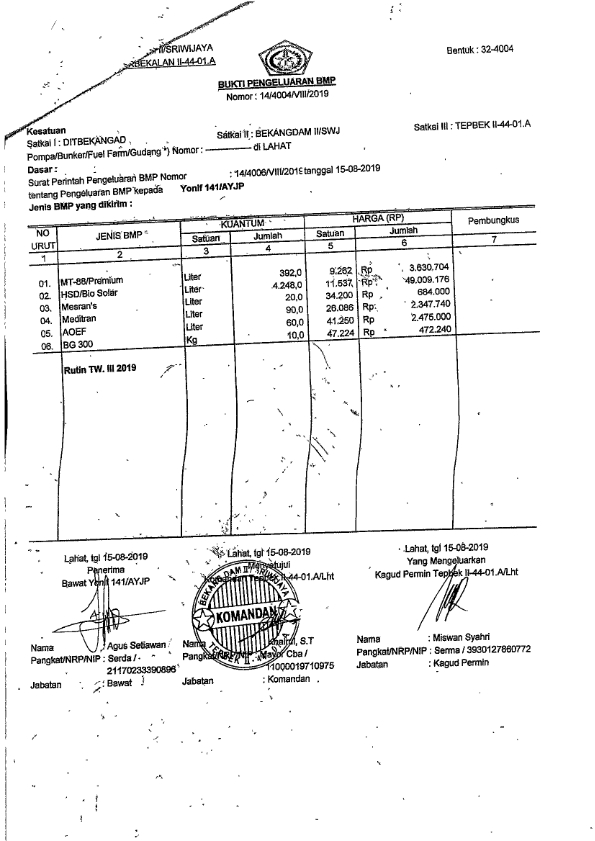 II/SRIWIJAYA
BEKALAN II-44-01.A
Bentuk : 32-4004
BUKTI PENGELUARAN BMP
Nomor : 14/4004/VIII/2019
Kesatuan
Satkai I : DITBEKANGAD Satkai II : BEKANGDAM II/SWJ Satkai III : TEPBEK II-44-01.A
Pompa/Bunker/Fuel Farm/Gudang *) Nomor : ---------------- di LAHAT
Dasar :
Surat Perintah Pengeluaran BMP Nomor : 14/4006/VIII/2019 tanggal 15-08-2019
tentang Pengeluaran BMP kepada Yonif 141/AYJP
Jenis BMP yang dikirim :
NO URUT JENIS BMP KUANTUM HARGA (RP) Pembungkus
Satuan Jumlah Satuan Jumlah
1 2 3 4 5 6 7
01. MT-88/Premium Liter 392,0 9.262 Rp 3.630.704
02. HSD/Bio Solar Liter 4.248,0 11.537 Rp 49.009.176
03. Mesran's Liter 20,0 34.200 Rp 684.000
04. Meditran Liter 90,0 26.086 Rp 2.347.740
05. AOEF Liter 60,0 41.250 Rp 2.475.000
06. BG 300 Kg 10,0 47.224 Rp 472.240
Rutin TW. III 2019
Lahat, tgl 15-08-2019 Lahat, tgl 15-08-2019 Lahat, tgl 15-08-2019
Penerima Menyetujui Yang Mengeluarkan
Bawat Yonif 141/AYJP Tepbek II-44-01.A/Lht Kagud Permin Tepbek II-44-01.A/Lht
BEKANGDAM II / SRIWIJAYA
KOMANDAN
TEPBEK II-44-01.A
Nama : Agus Setiawan Nama S.T Nama : Miswan Syahri
Pangkat/NRP/NIP : Serda / - Pangkat/NRP/NIP : Mayor Cba / Pangkat/NRP/NIP : Serma / 3930127860772
21170233390896 11000019710975
Jabatan : Bawat Jabatan : Komandan Jabatan : Kagud Permin